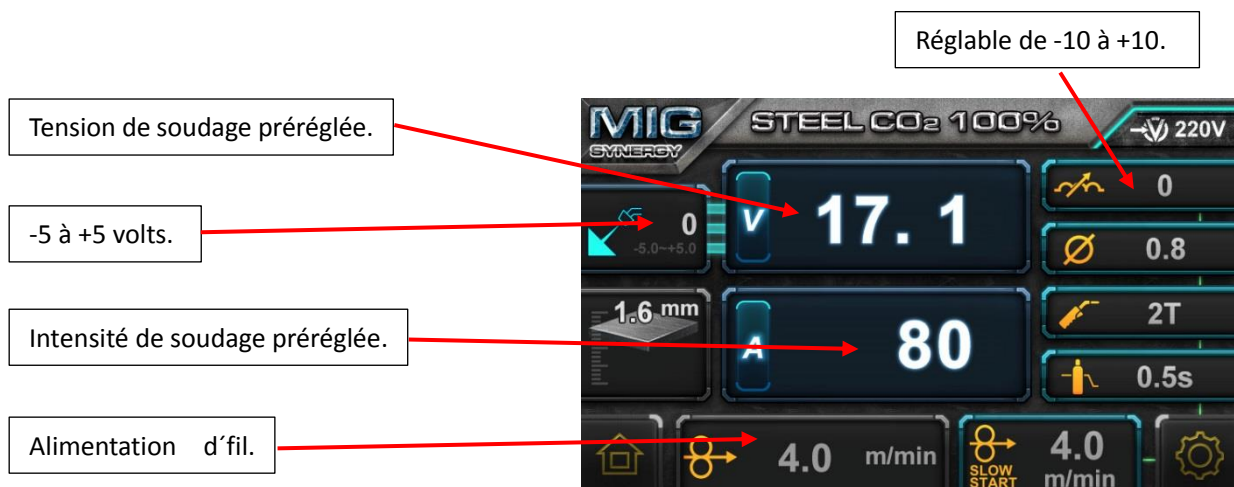 Réglable de -10 à +10.
Tension de soudage préréglée.
-5 à +5 volts.
Intensité de soudage préréglée.
Alimentation d´fil.
MIG
SYNERGY
STEEL CO₂ 100%
220V
0
-5.0~+5.0
V
17. 1
0
0.8
1.6 mm
A
80
2T
0.5s
4.0 m/min
SLOW
START
4.0
m/min